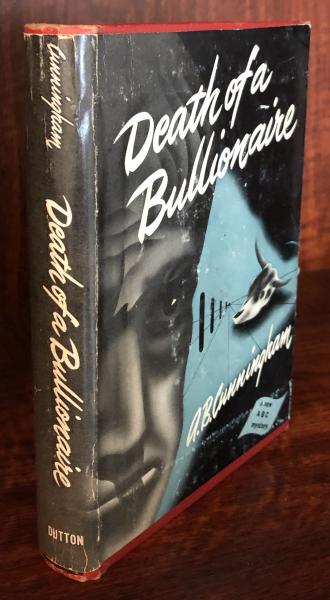 Cunningham
Death of a Bullionaire
DUTTON
Death of a
Bullionaire
A.B. Cunningham
A NEW
A B C
mystery